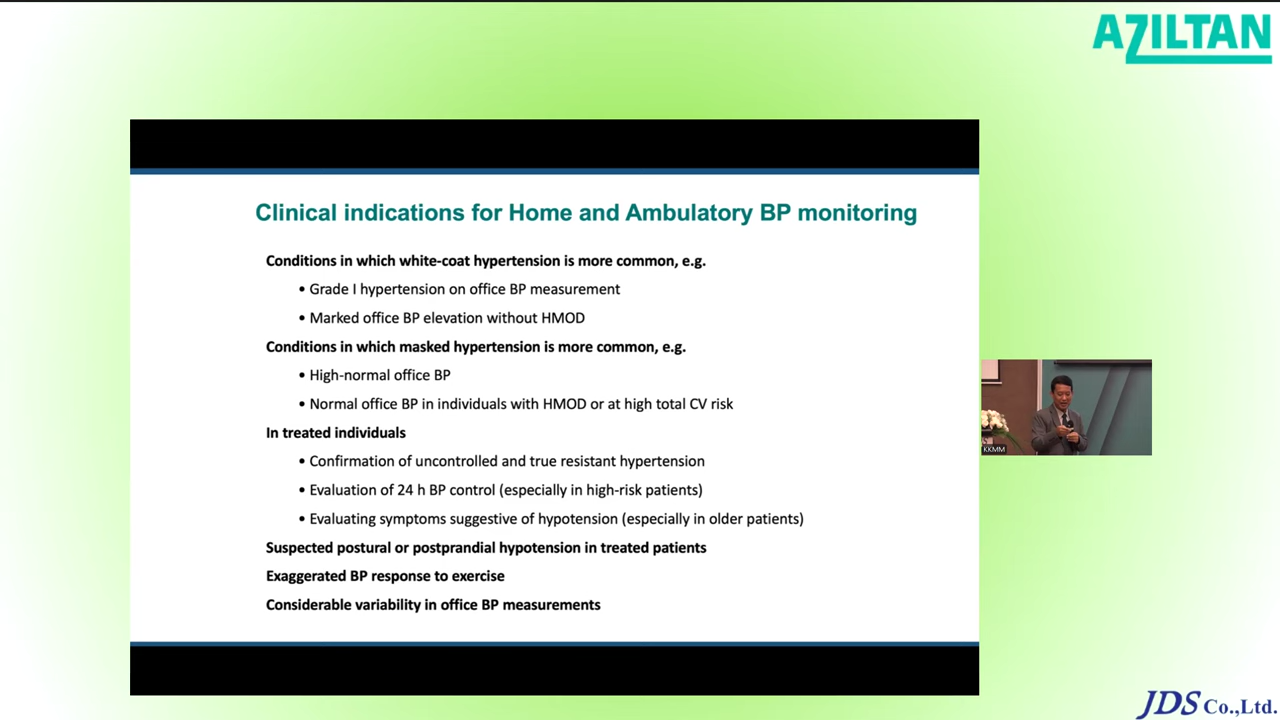 AZILTAN
Clinical indications for Home and Ambulatory BP monitoring
Conditions in which white-coat hypertension is more common, e.g.
• Grade I hypertension on office BP measurement
• Marked office BP elevation without HMOD
Conditions in which masked hypertension is more common, e.g.
• High-normal office BP
• Normal office BP in individuals with HMOD or at high total CV risk
In treated individuals
• Confirmation of uncontrolled and true resistant hypertension
• Evaluation of 24 h BP control (especially in high-risk patients)
• Evaluating symptoms suggestive of hypotension (especially in older patients)
Suspected postural or postprandial hypotension in treated patients
Exaggerated BP response to exercise
Considerable variability in office BP measurements
KKMM
JDS Co.,Ltd.